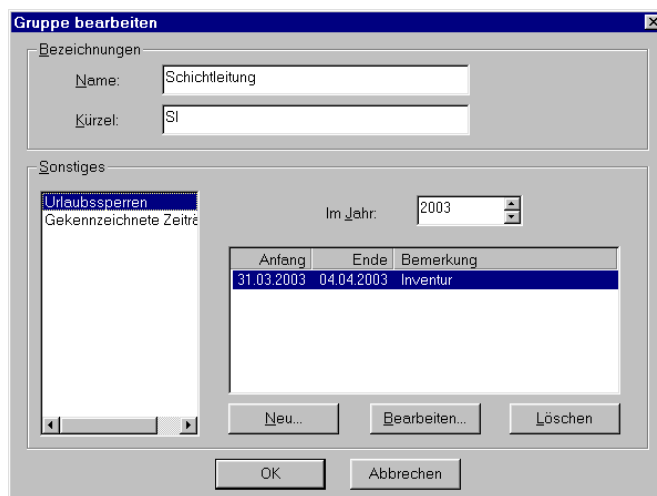 Gruppe bearbeiten
Bezeichnungen
Name: Schichtleitung
Kürzel: Sl
Sonstiges
Urlaubssperren
Gekennzeichnete Zeiträ
Im Jahr: 2003
Anfang Ende Bemerkung
31.03.2003 04.04.2003 Inventur
Neu... Bearbeiten... Löschen
OK Abbrechen